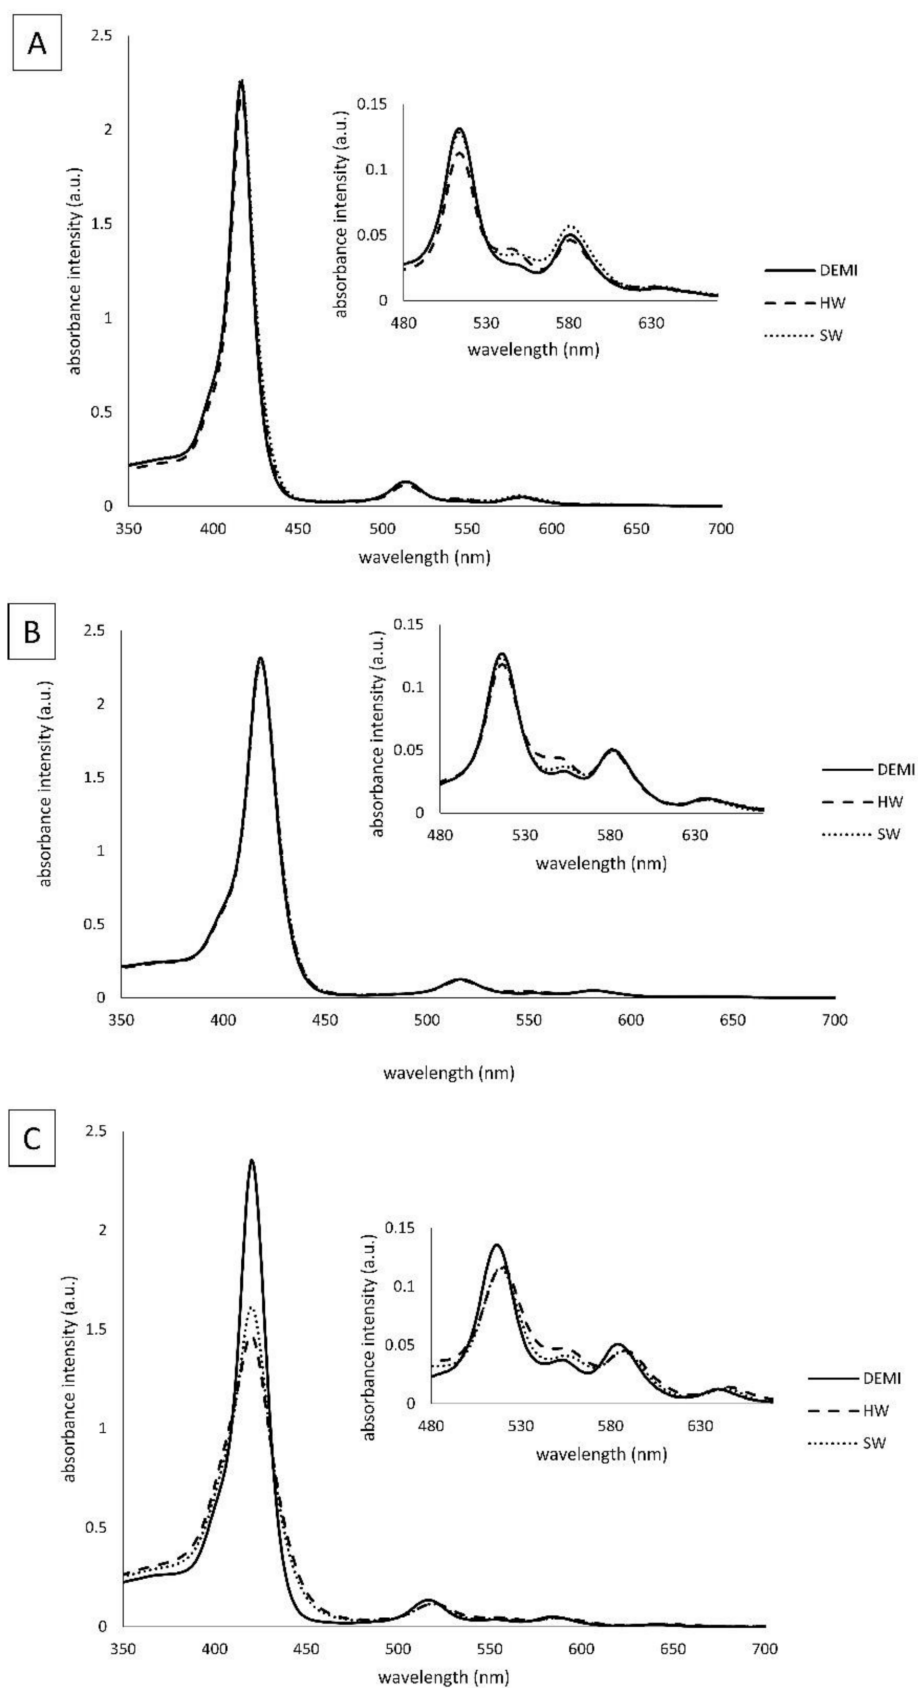 A
absorbance intensity (a.u.)
2.5
2
1.5
1
0.5
0
350 400 450 500 550 600 650 700
wavelength (nm)
absorbance intensity (a.u.)
0.15
0.1
0.05
0
480 530 580 630
wavelength (nm)
DEMI
HW
SW
B
absorbance intensity (a.u.)
2.5
2
1.5
1
0.5
0
350 400 450 500 550 600 650 700
wavelength (nm)
absorbance intensity (a.u.)
0.15
0.1
0.05
0
480 530 580 630
wavelength (nm)
DEMI
HW
SW
C
absorbance intensity (a.u.)
2.5
2
1.5
1
0.5
0
350 400 450 500 550 600 650 700
wavelength (nm)
absorbance intensity (a.u.)
0.15
0.1
0.05
0
480 530 580 630
wavelength (nm)
DEMI
HW
SW